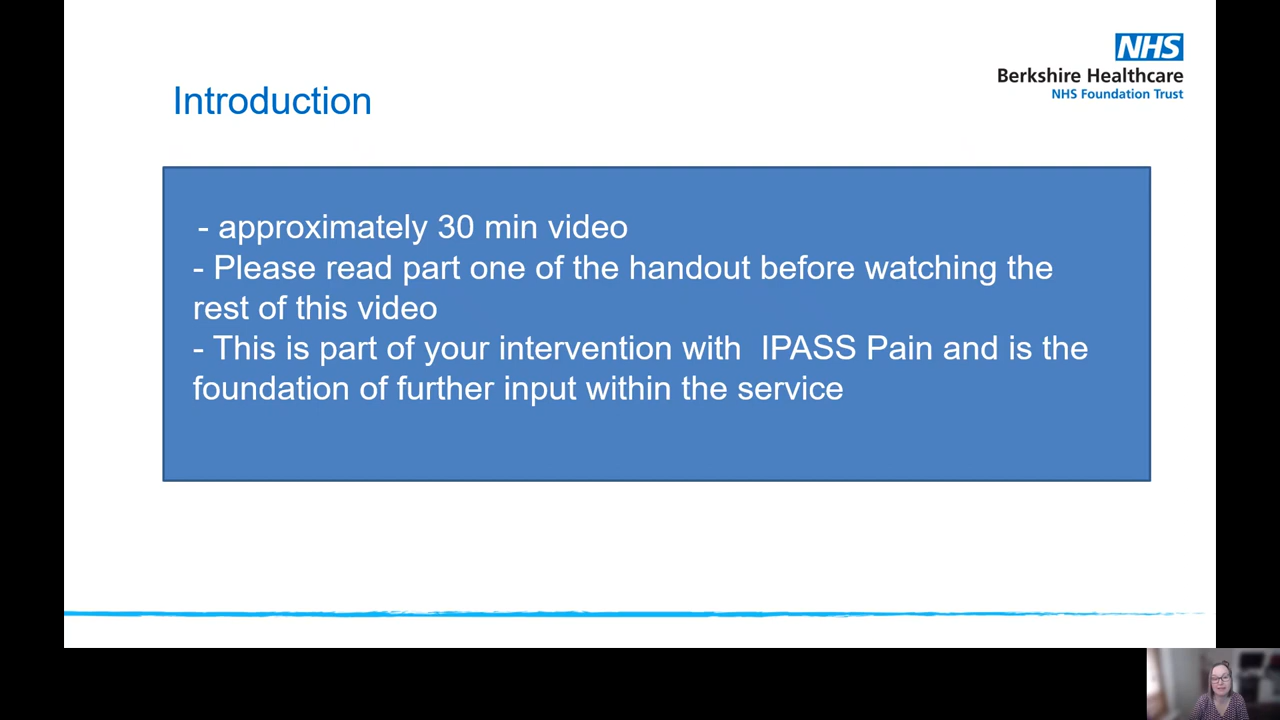 NHS
Berkshire Healthcare
NHS Foundation Trust
Introduction
- approximately 30 min video
- Please read part one of the handout before watching the
rest of this video
- This is part of your intervention with  IPASS Pain and is the
foundation of further input within the service